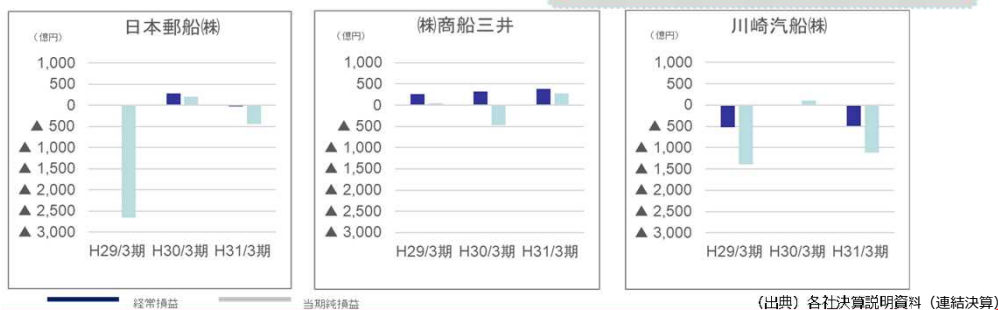 日本郵船㈱
（億円）
1,000
500
0
▲ 500
▲ 1,000
▲ 1,500
▲ 2,000
▲ 2,500
▲ 3,000
H29/3期 H30/3期 H31/3期
㈱商船三井
（億円）
1,000
500
0
▲ 500
▲ 1,000
▲ 1,500
▲ 2,000
▲ 2,500
▲ 3,000
H29/3期 H30/3期 H31/3期
川崎汽船㈱
（億円）
1,000
500
0
▲ 500
▲ 1,000
▲ 1,500
▲ 2,000
▲ 2,500
▲ 3,000
H29/3期 H30/3期 H31/3期
経常損益 当期純損益
（出典）各社決算説明資料（連結決算）